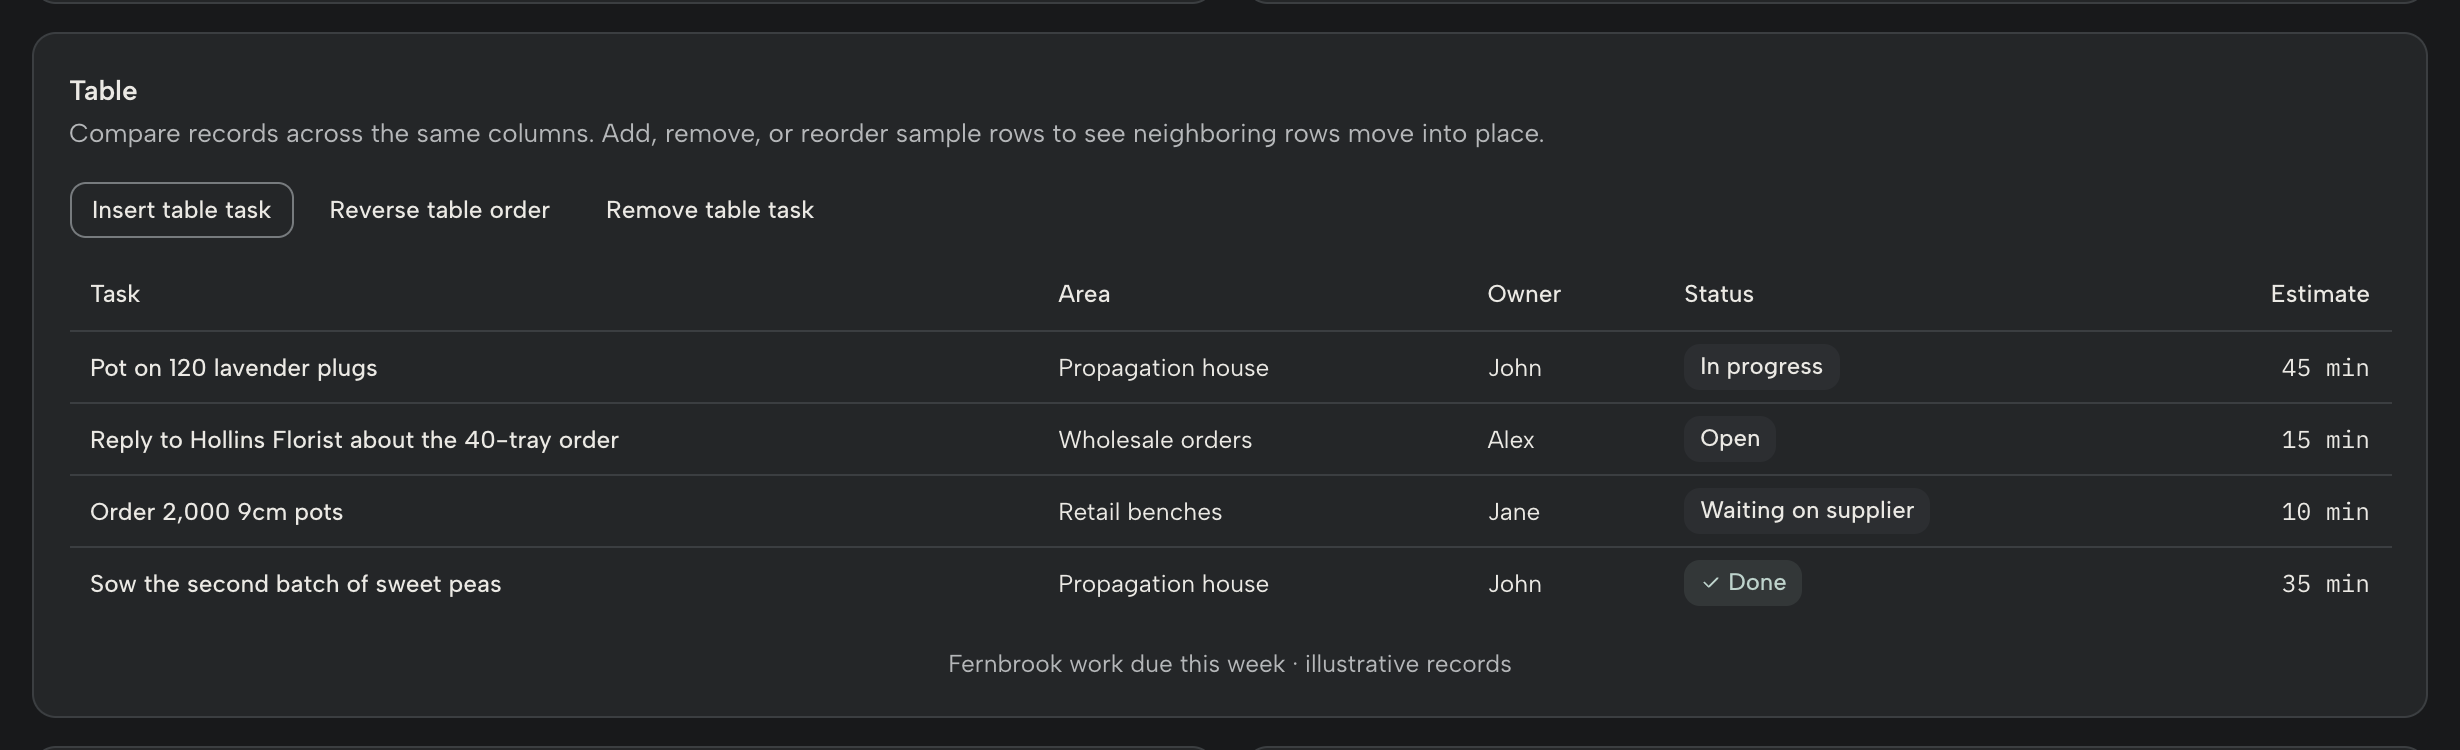 Table
Compare records across the same columns. Add, remove, or reorder sample rows to see neighboring rows move into place.
Insert table task Reverse table order Remove table task
Task Area Owner Status Estimate
Pot on 120 lavender plugs Propagation house John In progress 45 min
Reply to Hollins Florist about the 40-tray order Wholesale orders Alex Open 15 min
Order 2,000 9cm pots Retail benches Jane Waiting on supplier 10 min
Sow the second batch of sweet peas Propagation house John ✓ Done 35 min
Fernbrook work due this week · illustrative records